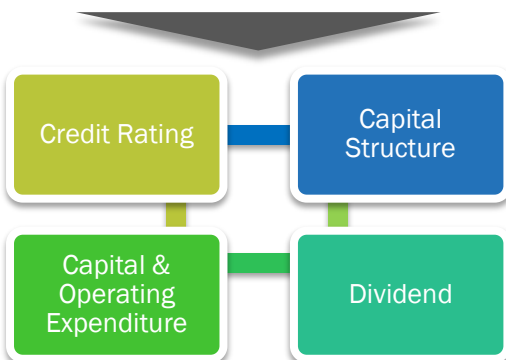 Credit Rating
Capital
Structure
Capital &
Operating
Expenditure
Dividend